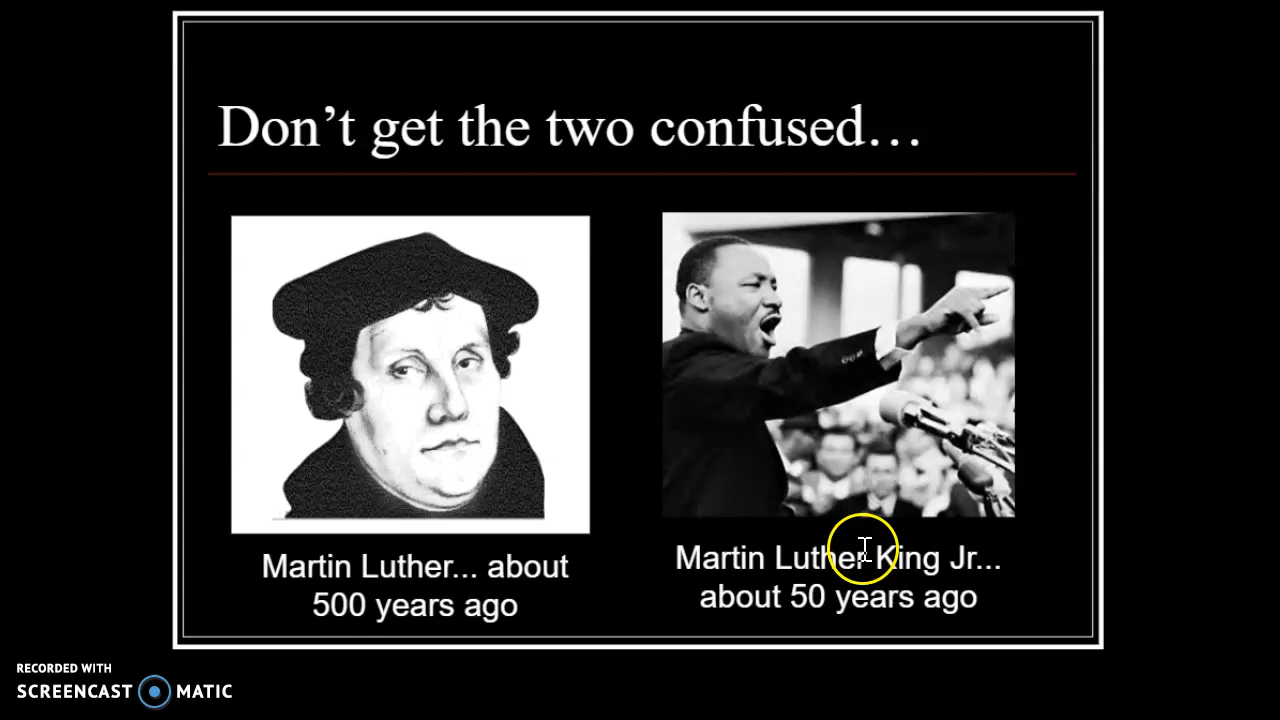 Don’t get the two confused…
Martin Luther... about
500 years ago
Martin Luther King Jr...
about 50 years ago
RECORDED WITH
SCREENCAST MATIC